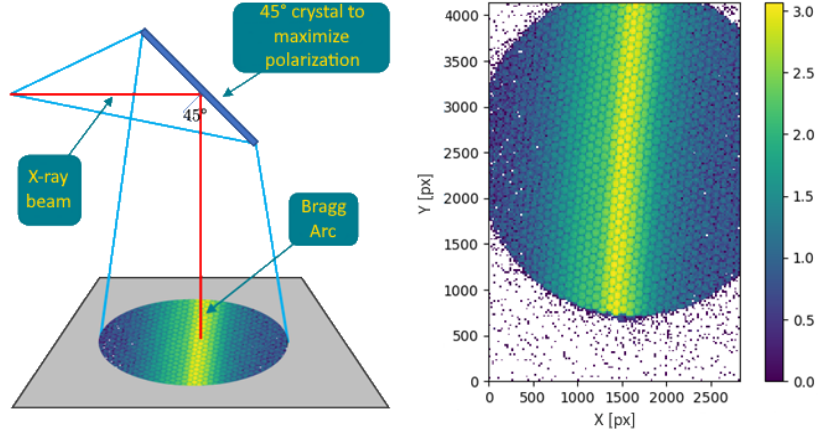 45° crystal to
maximize
polarization
45°
X-ray
beam
Bragg
Arc
4000
3500
3000
2500
2000
1500
1000
500
0
Y [px]
0 500 1000 1500 2000 2500
X [px]
3.0
2.5
2.0
1.5
1.0
0.5
0.0